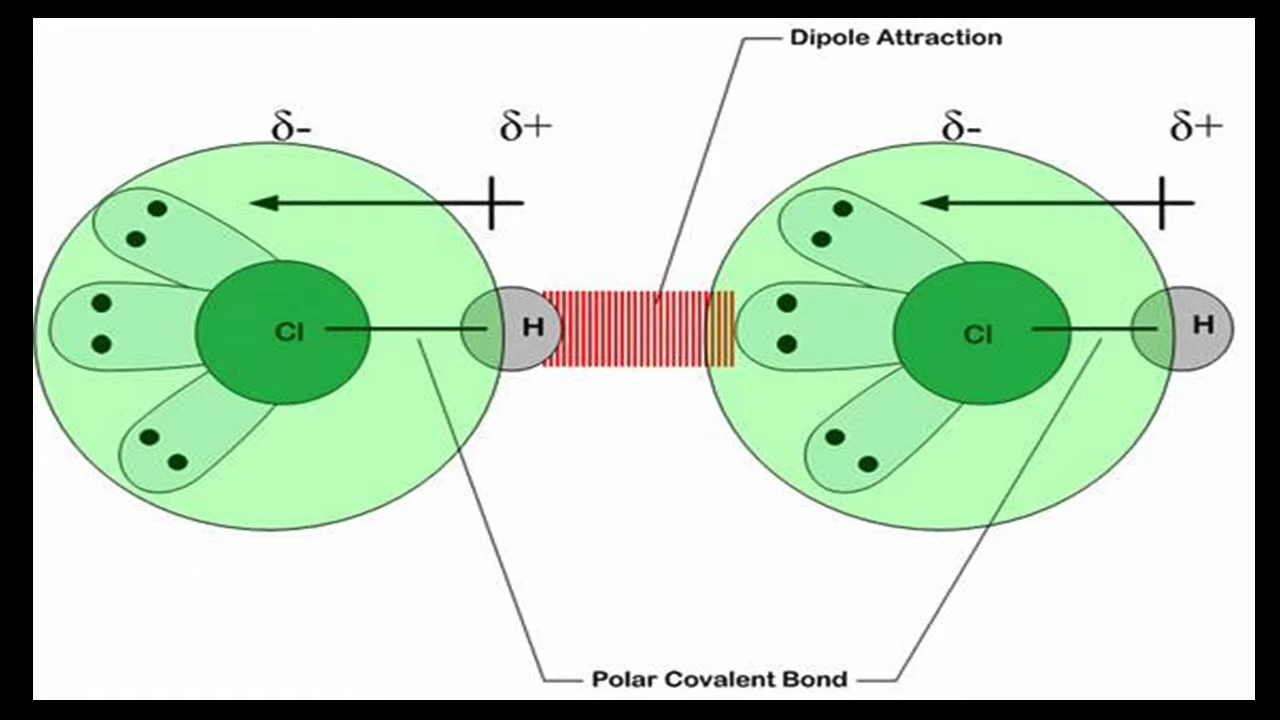 Dipole Attraction
δ- δ+ δ- δ+
Cl H Cl H
Polar Covalent Bond